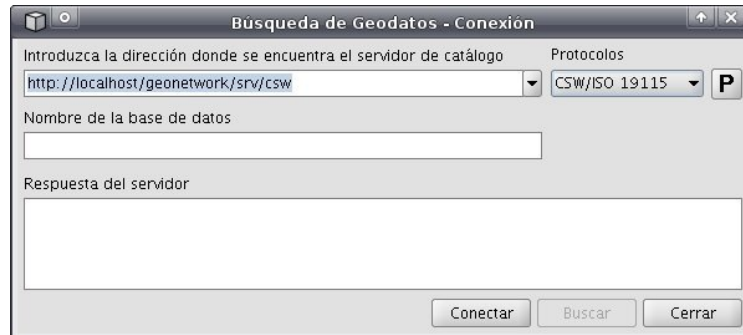 Búsqueda de Geodatos - Conexión
Introduzca la dirección donde se encuentra el servidor de catálogo
Protocolos
http://localhost/geonetwork/srv/csw
CSW/ISO 19115
P
Nombre de la base de datos
Respuesta del servidor
Conectar
Buscar
Cerrar